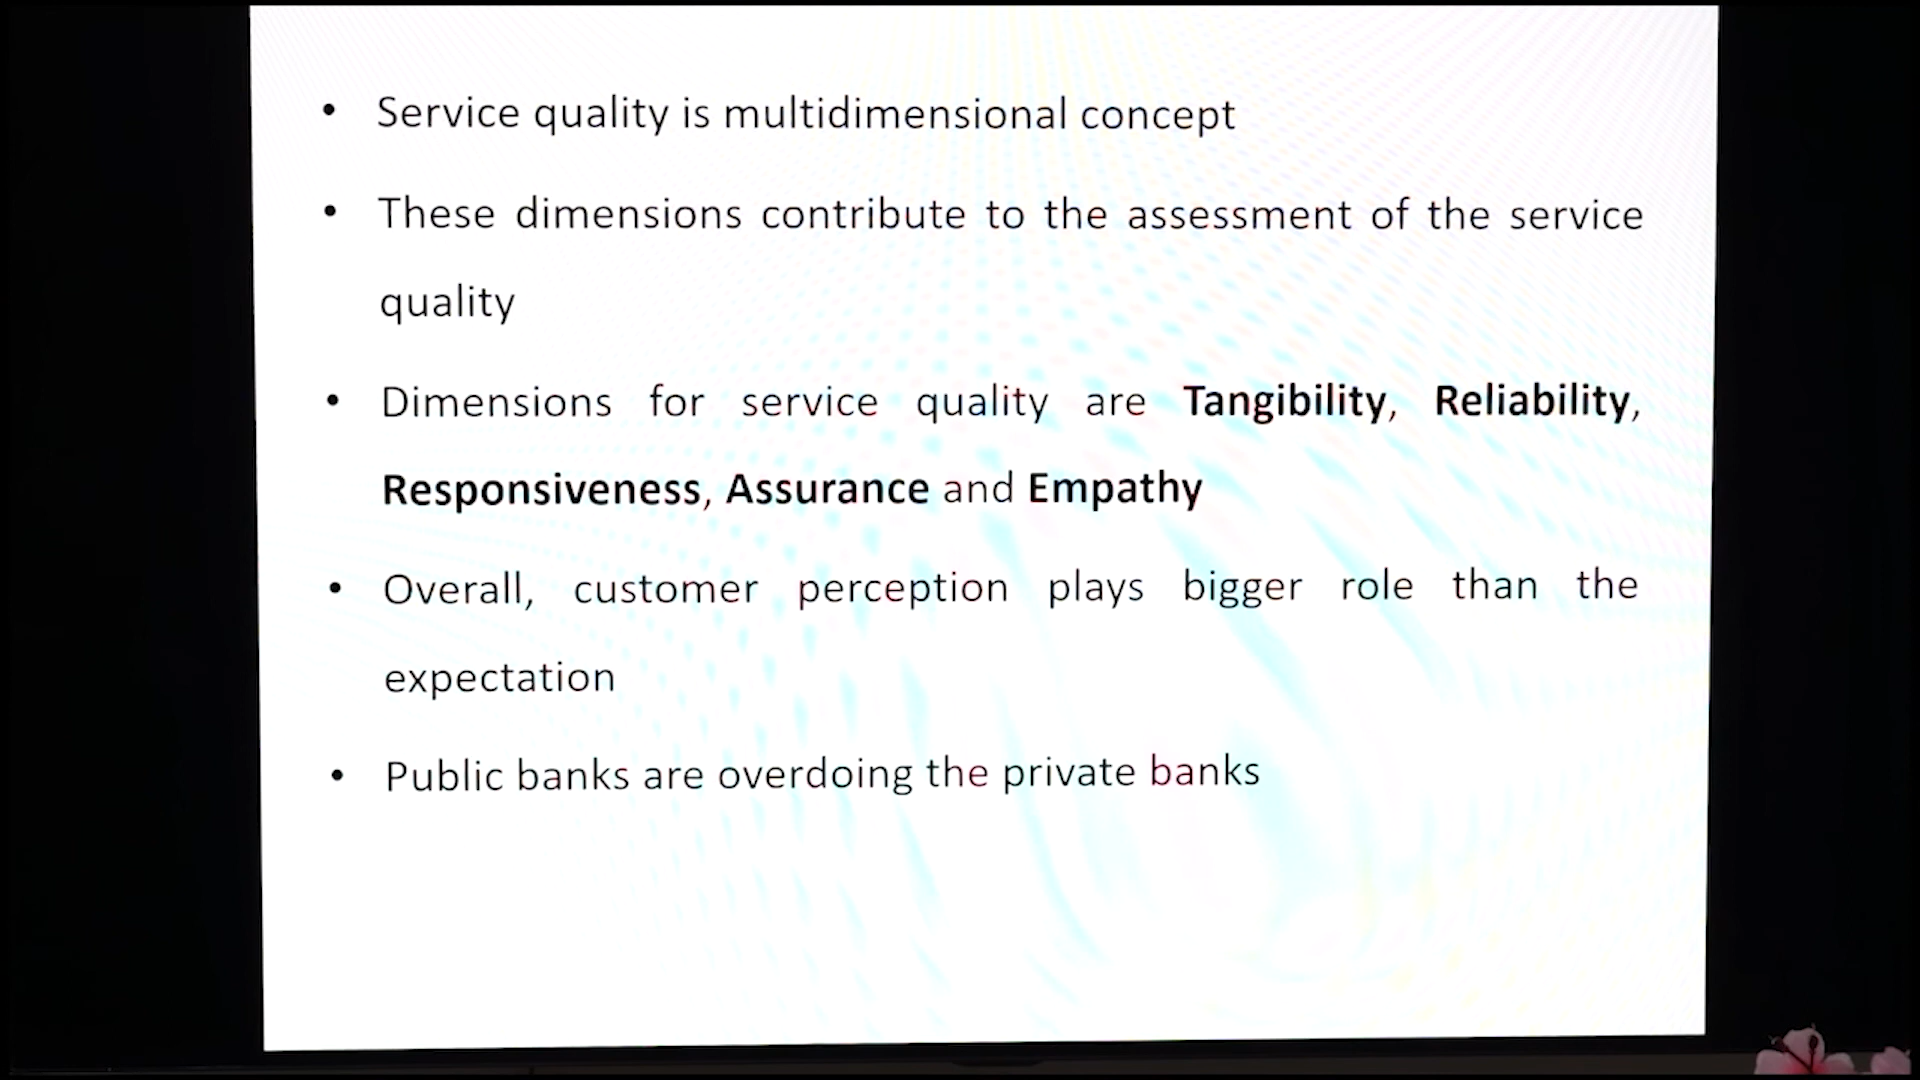 • Service quality is multidimensional concept
• These dimensions contribute to the assessment of the service
quality
• Dimensions for service quality are Tangibility, Reliability,
Responsiveness, Assurance and Empathy
• Overall, customer perception plays bigger role than the
expectation
• Public banks are overdoing the private banks